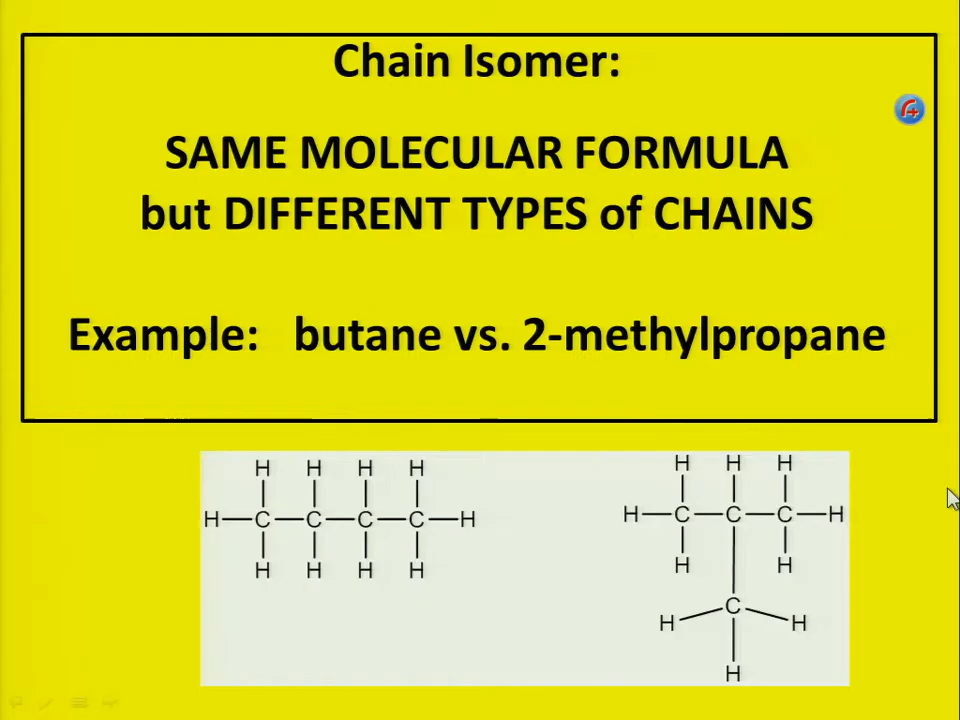 Chain Isomer:
SAME MOLECULAR FORMULA
but DIFFERENT TYPES of CHAINS
Example: butane vs. 2-methylpropane
H H H H
H C C C C H
H H H H
H H H
H C C C H
H H
C
H H
H